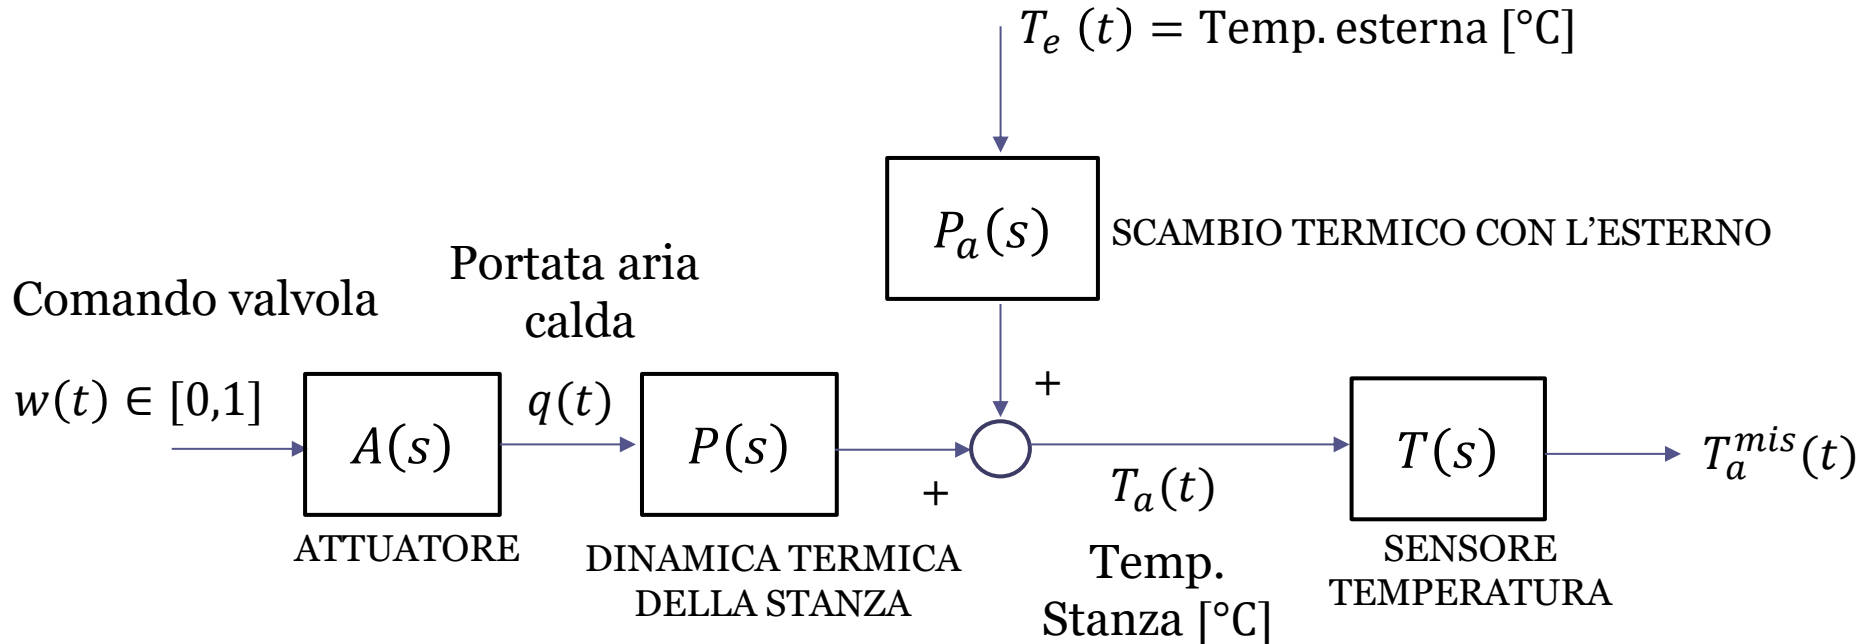 T_e (t) = Temp. esterna [°C]
P_a(s)
SCAMBIO TERMICO CON L'ESTERNO
Comando valvola
Portata aria
calda
w(t) ∈ [0,1]
A(s)
q(t)
P(s)
+
+
T(s)
T_a^{mis}(t)
T_a(t)
ATTUATORE
DINAMICA TERMICA
DELLA STANZA
Temp.
Stanza [°C]
SENSORE
TEMPERATURA